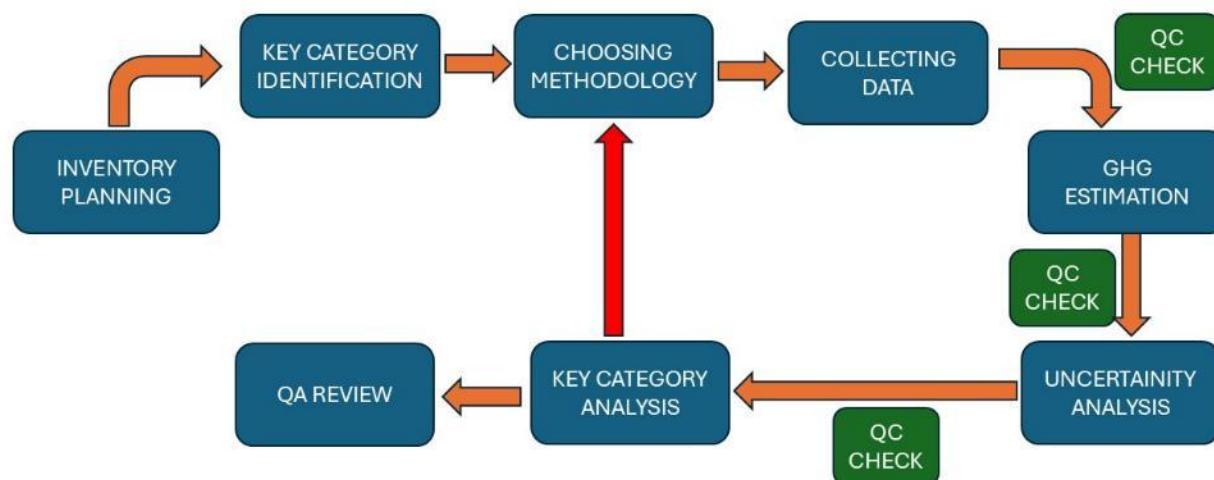 INVENTORY
PLANNING
KEY CATEGORY
IDENTIFICATION
CHOOSING
METHODOLOGY
COLLECTING
DATA
QC
CHECK
GHG
ESTIMATION
QC
CHECK
UNCERTAINITY
ANALYSIS
QC
CHECK
KEY CATEGORY
ANALYSIS
QA REVIEW